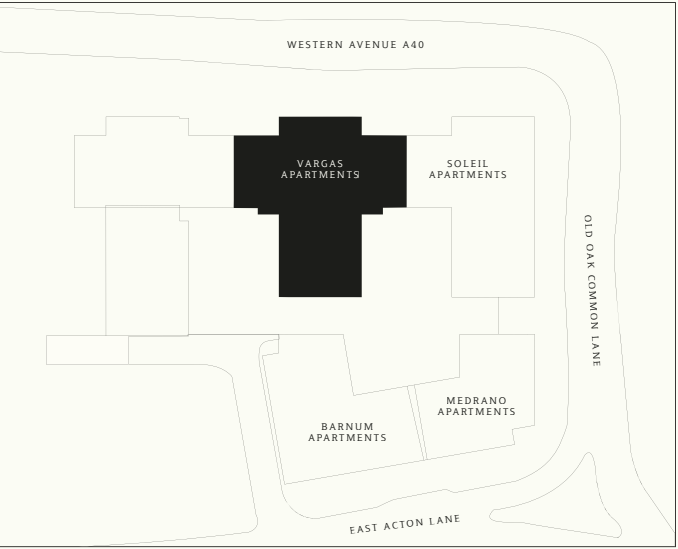 WESTERN AVENUE A40
VARGAS
APARTMENTS
SOLEIL
APARTMENTS
OLD OAK COMMON LANE
MEDRANO
APARTMENTS
BARNUM
APARTMENTS
EAST ACTON LANE